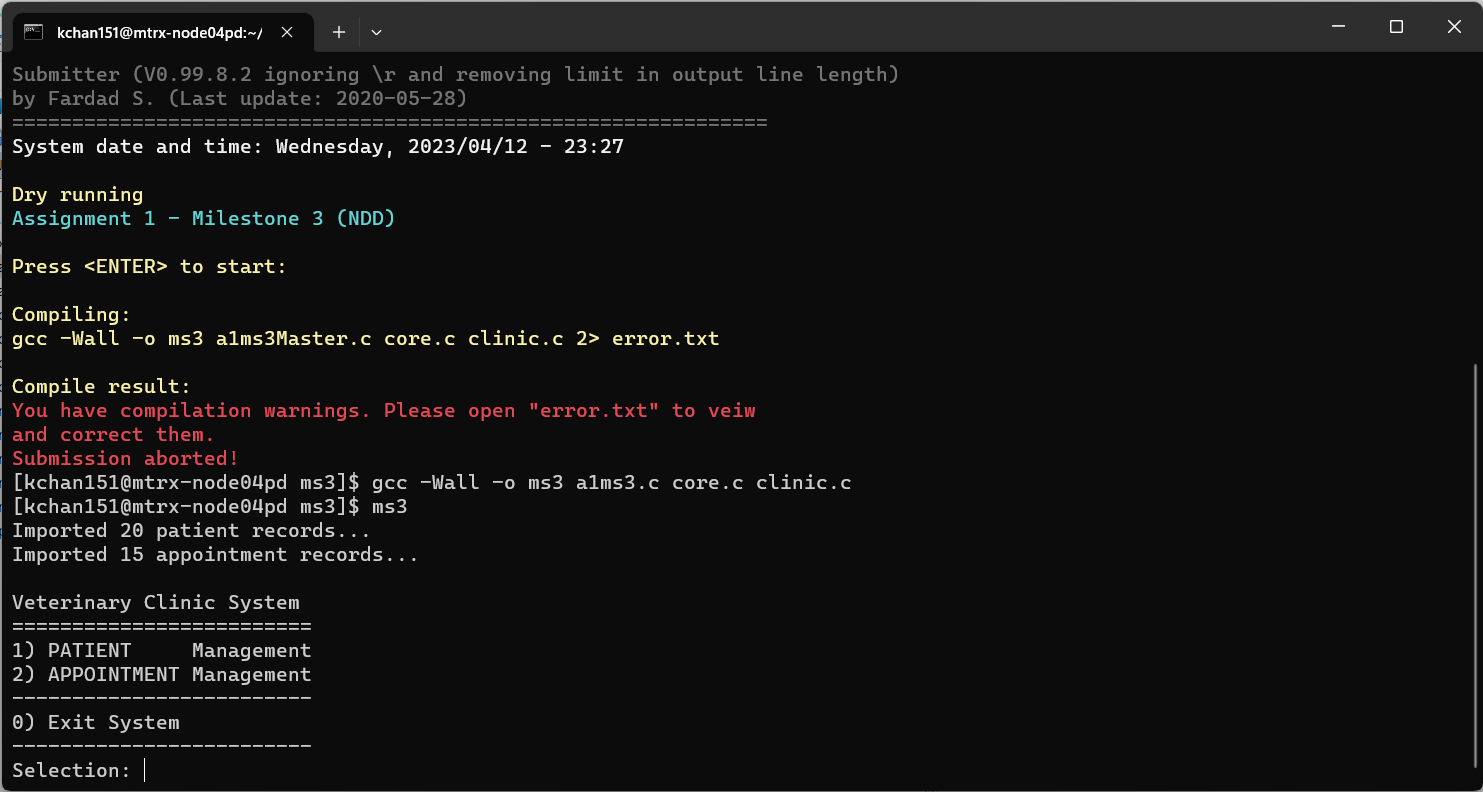 kchan151@mtrx-node04pd:~/
Submitter (V0.99.8.2 ignoring \r and removing limit in output line length)
by Fardad S. (Last update: 2020-05-28)
===============================================================
System date and time: Wednesday, 2023/04/12 - 23:27
Dry running
Assignment 1 - Milestone 3 (NDD)
Press <ENTER> to start:
Compiling:
gcc -Wall -o ms3 a1ms3Master.c core.c clinic.c 2> error.txt
Compile result:
You have compilation warnings. Please open "error.txt" to veiw
and correct them.
Submission aborted!
[kchan151@mtrx-node04pd ms3]$ gcc -Wall -o ms3 a1ms3.c core.c clinic.c
[kchan151@mtrx-node04pd ms3]$ ms3
Imported 20 patient records...
Imported 15 appointment records...
Veterinary Clinic System
=========================
1) PATIENT     Management
2) APPOINTMENT Management
-------------------------
0) Exit System
-------------------------
Selection: